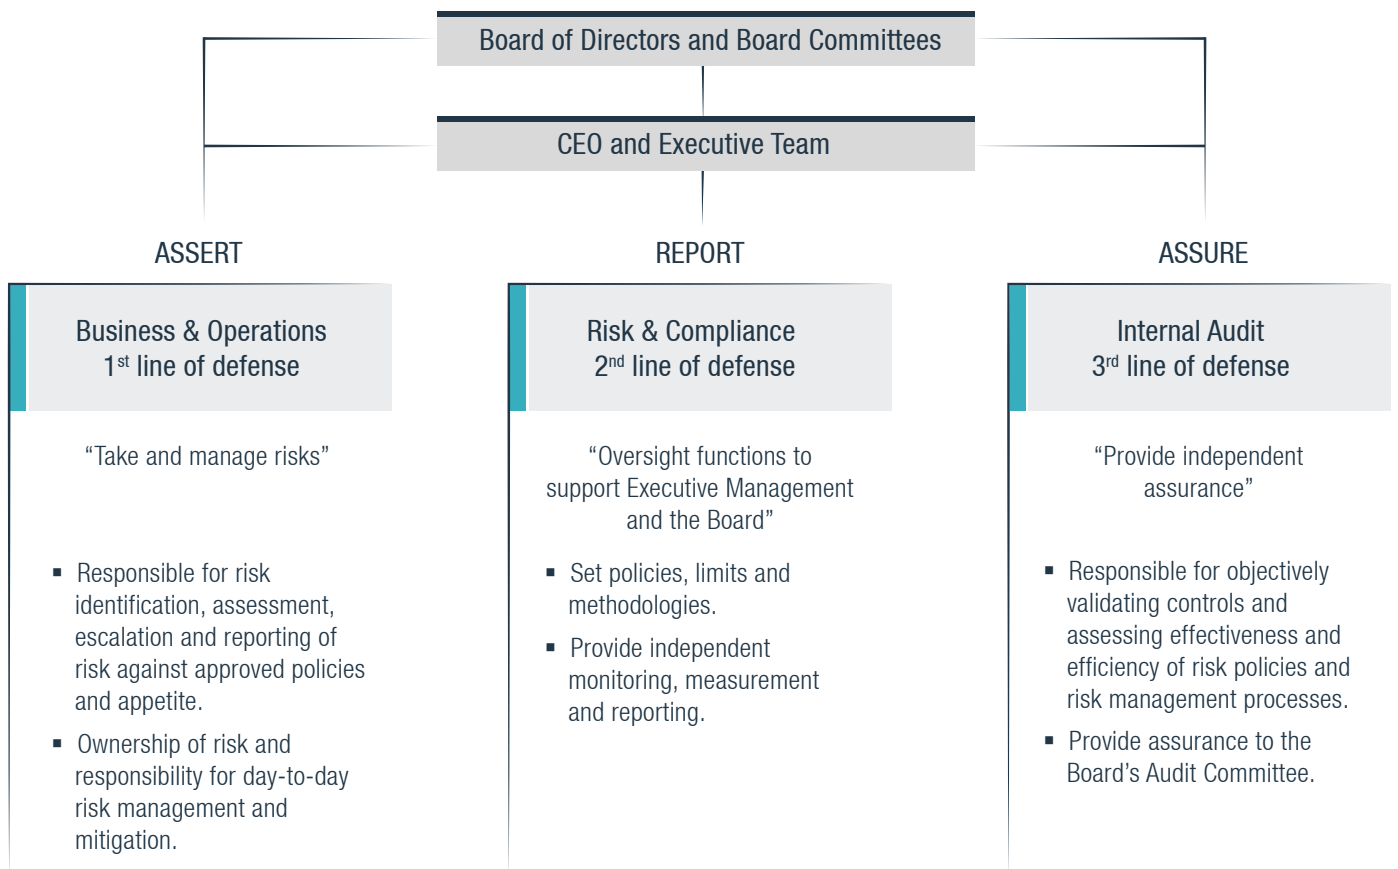 Board of Directors and Board Committees
CEO and Executive Team
ASSERT
Business & Operations
1st line of defense
“Take and manage risks”
▪ Responsible for risk
identification, assessment,
escalation and reporting of
risk against approved policies
and appetite.
▪ Ownership of risk and
responsibility for day-to-day
risk management and
mitigation.
REPORT
Risk & Compliance
2nd line of defense
“Oversight functions to
support Executive Management
and the Board”
▪ Set policies, limits and
methodologies.
▪ Provide independent
monitoring, measurement
and reporting.
ASSURE
Internal Audit
3rd line of defense
“Provide independent
assurance”
▪ Responsible for objectively
validating controls and
assessing effectiveness and
efficiency of risk policies and
risk management processes.
▪ Provide assurance to the
Board’s Audit Committee.